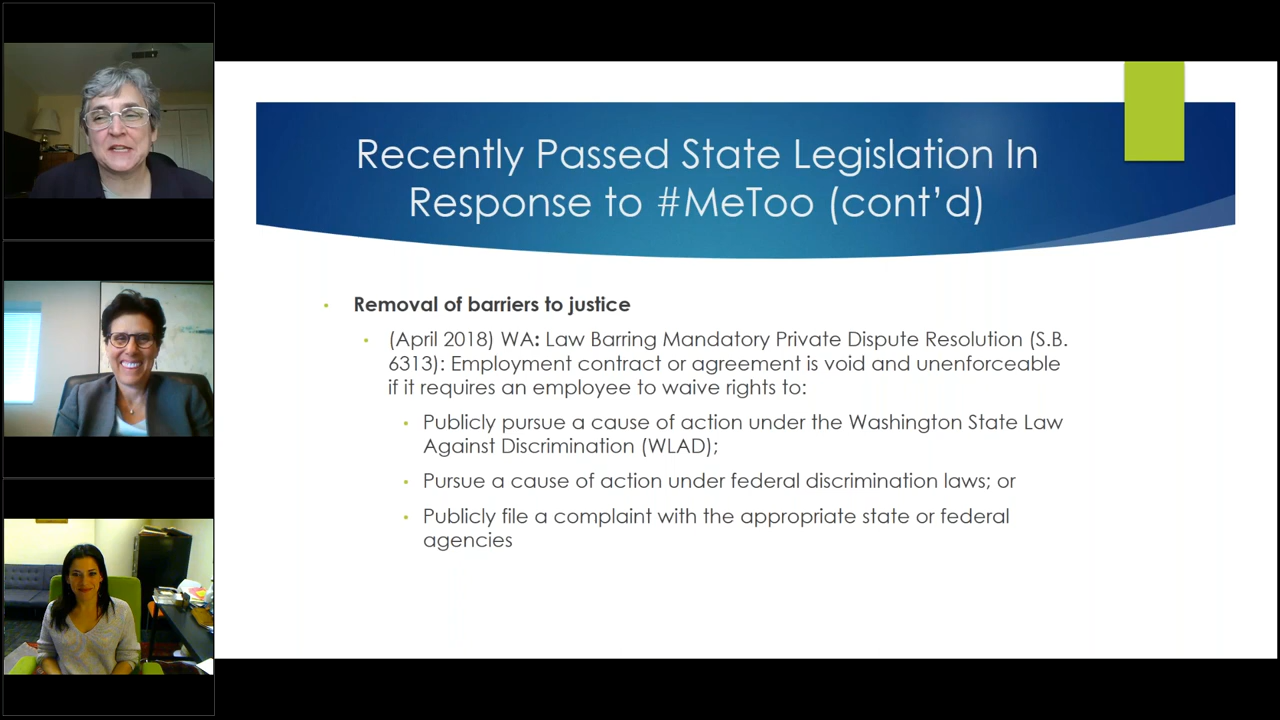 Recently Passed State Legislation In
Response to #MeToo (cont’d)
• Removal of barriers to justice
• (April 2018) WA: Law Barring Mandatory Private Dispute Resolution (S.B.
6313): Employment contract or agreement is void and unenforceable
if it requires an employee to waive rights to:
• Publicly pursue a cause of action under the Washington State Law
Against Discrimination (WLAD);
• Pursue a cause of action under federal discrimination laws; or
• Publicly file a complaint with the appropriate state or federal
agencies